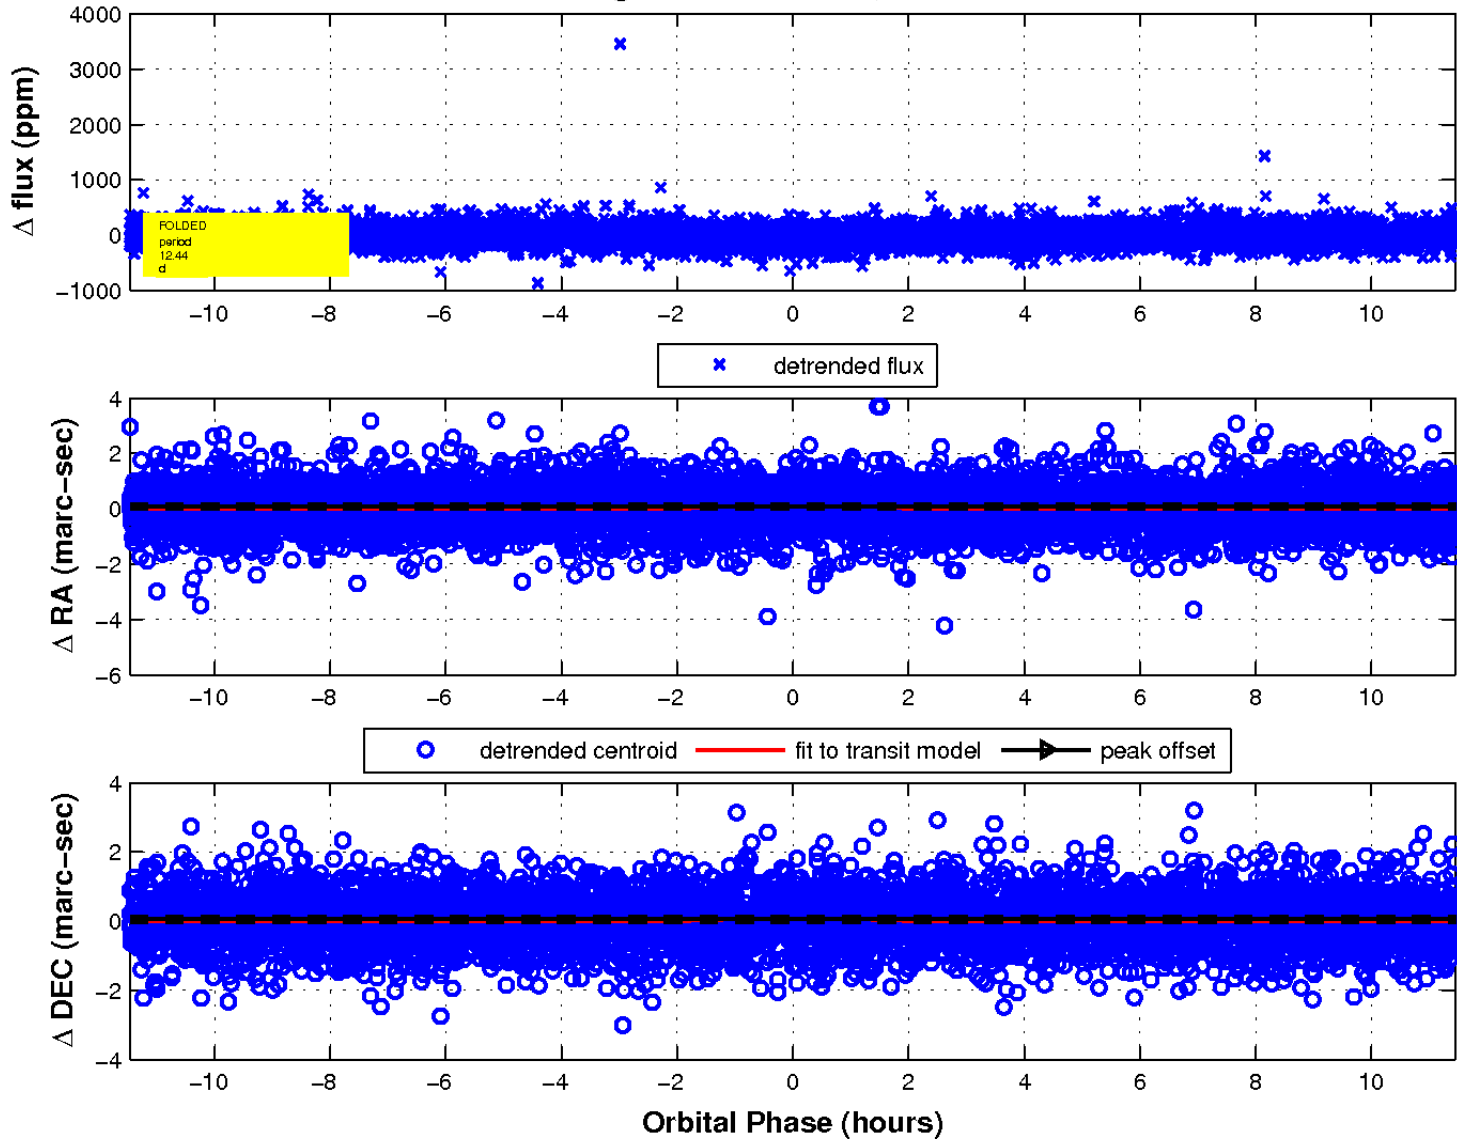 4000
3000
2000
1000
0
−1000
Δ flux (ppm)
FOLDED
period
12.44
d
−10 −8 −6 −4 −2 0 2 4 6 8 10
detrended flux
4
2
0
−2
−4
−6
Δ RA (marc−sec)
−10 −8 −6 −4 −2 0 2 4 6 8 10
detrended centroid fit to transit model peak offset
4
2
0
−2
−4
Δ DEC (marc−sec)
−10 −8 −6 −4 −2 0 2 4 6 8 10
Orbital Phase (hours)